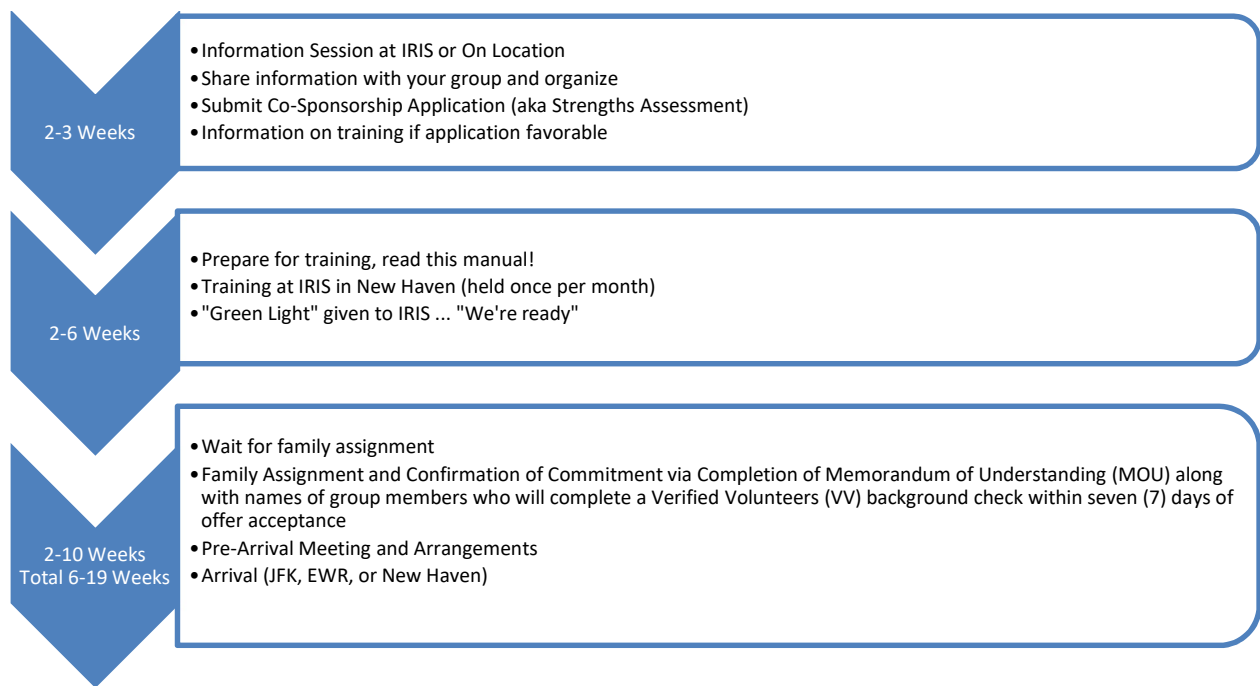 2-3 Weeks
•Information Session at IRIS or On Location
•Share information with your group and organize
•Submit Co-Sponsorship Application (aka Strengths Assessment)
•Information on training if application favorable
2-6 Weeks
•Prepare for training, read this manual!
•Training at IRIS in New Haven (held once per month)
•"Green Light" given to IRIS ... "We're ready"
2-10 Weeks
Total 6-19 Weeks
•Wait for family assignment
•Family Assignment and Confirmation of Commitment via Completion of Memorandum of Understanding (MOU) along
with names of group members who will complete a Verified Volunteers (VV) background check within seven (7) days of
offer acceptance
•Pre-Arrival Meeting and Arrangements
•Arrival (JFK, EWR, or New Haven)